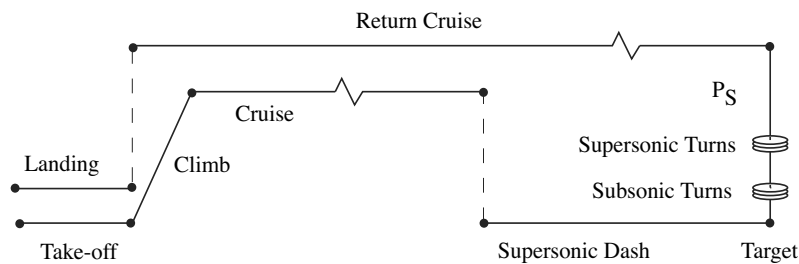 Return Cruise
P_S
Cruise
Supersonic Turns
Landing
Climb
Subsonic Turns
Take-off
Supersonic Dash
Target